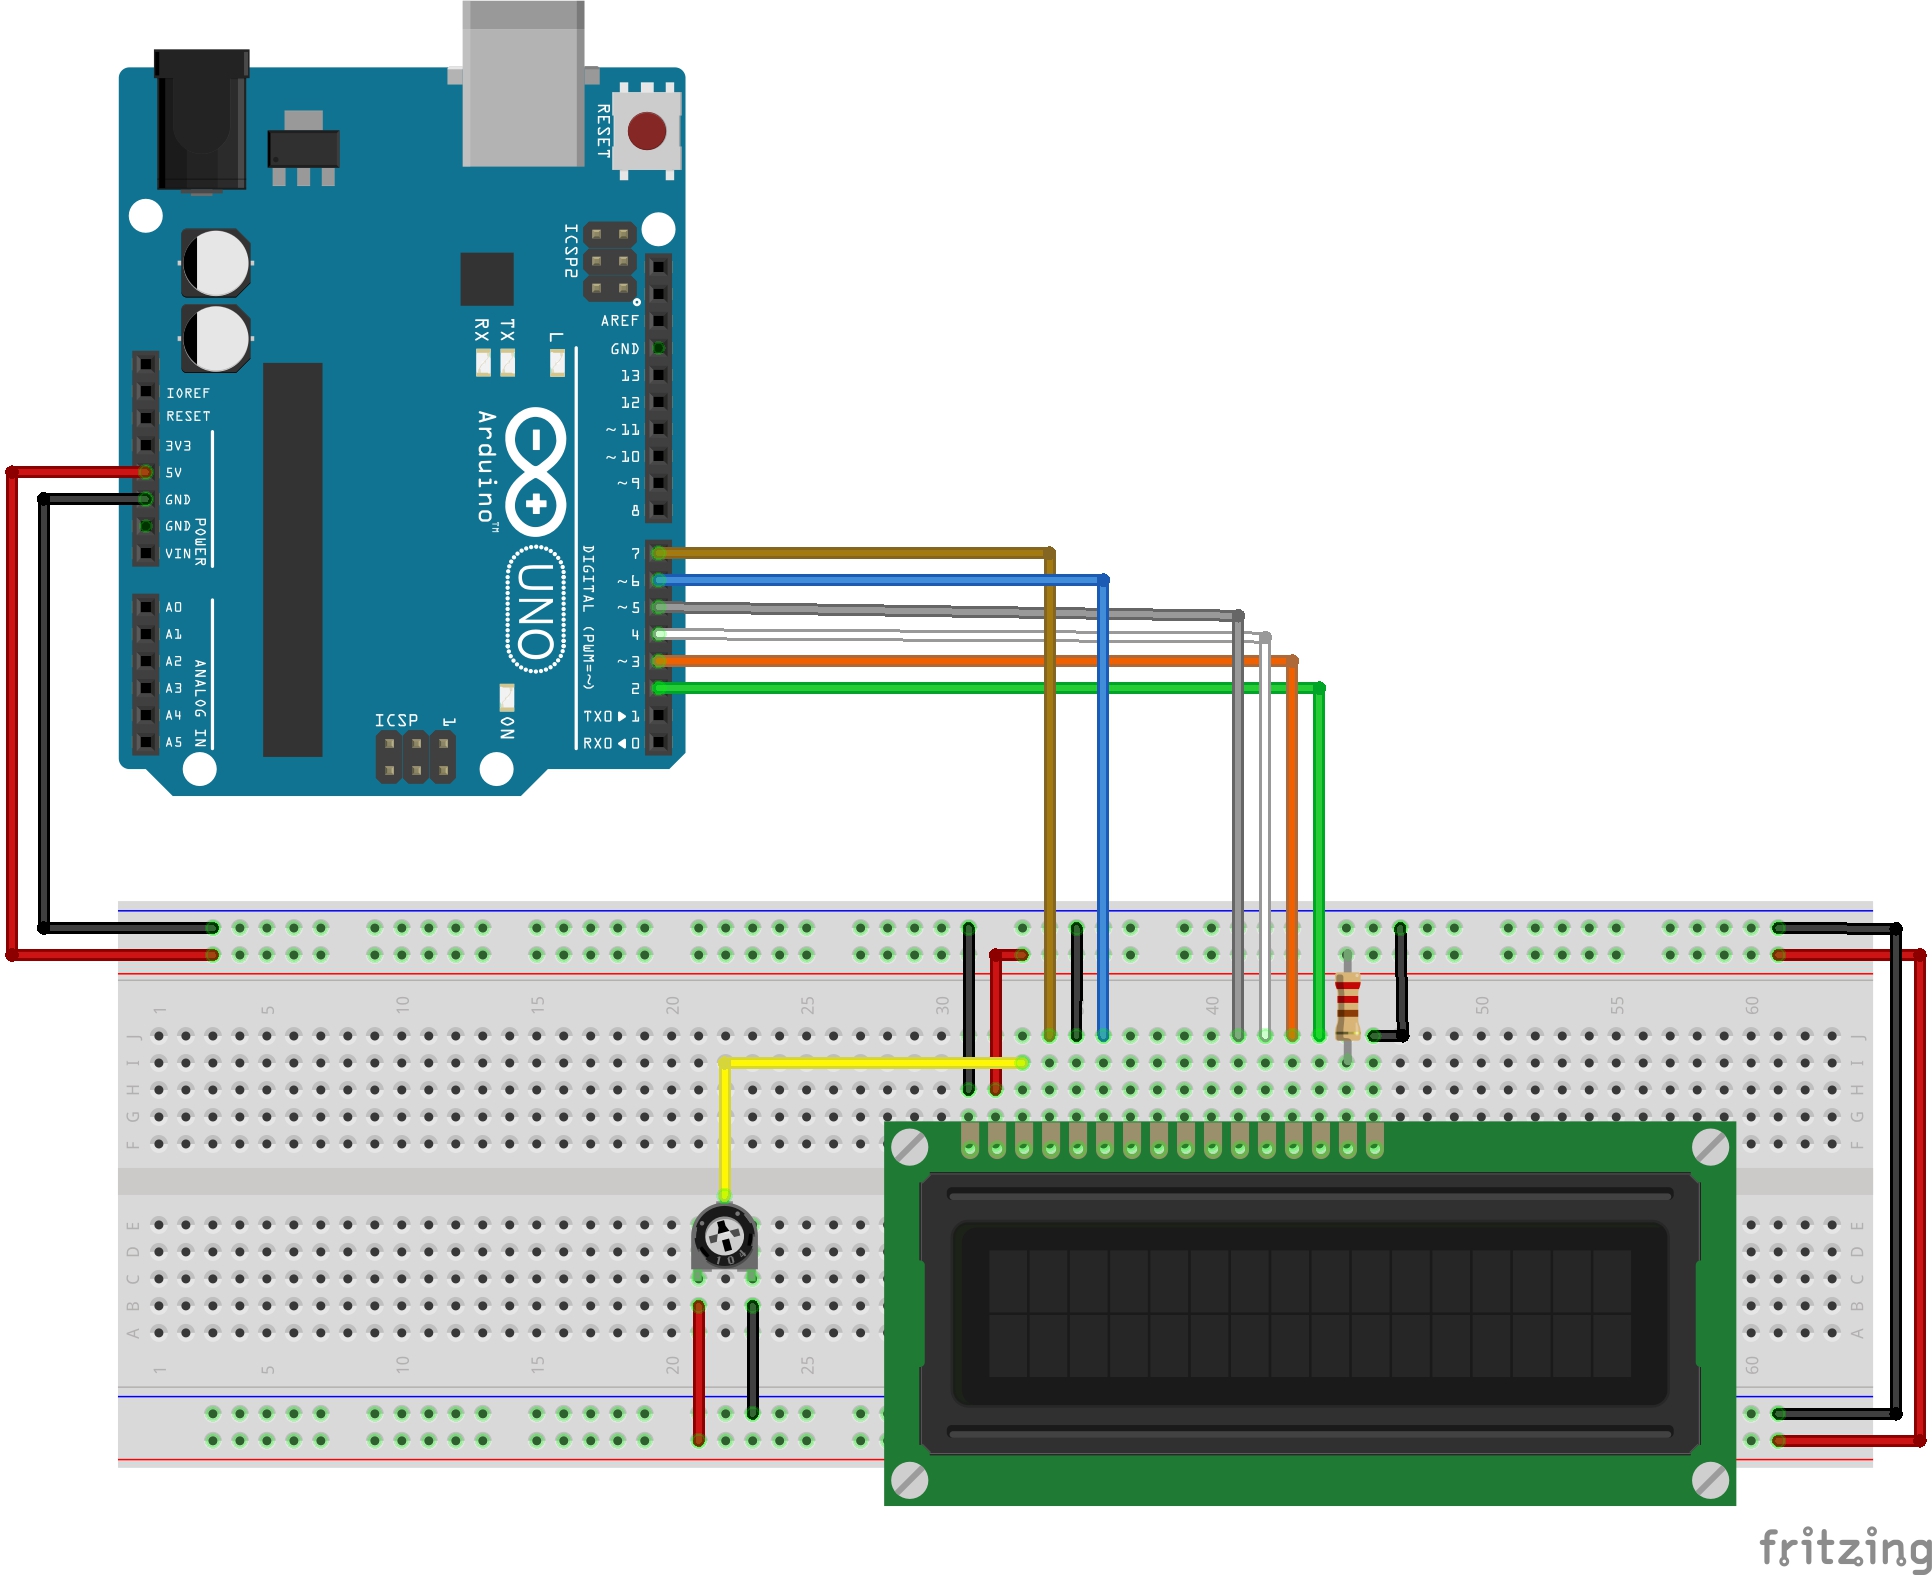 RESET
ICSP2
AREF
GND
13
12
~11
~10
~9
8
7
~6
~5
4
~3
2
TX0▶1
RX0◀0
DIGITAL (PWM=~)
RX
TX
L
Arduino™
UNO
ON
ICSP
1
IOREF
RESET
3V3
5V
GND
GND
VIN
POWER
A0
A1
A2
A3
A4
A5
ANALOG IN
1 5 10 15 20 25 30 40 50 55 60
J J
I I
H H
G G
F F
E E
D D
C C
B B
A A
104
1 5 10 15 20 25 60
fritzing